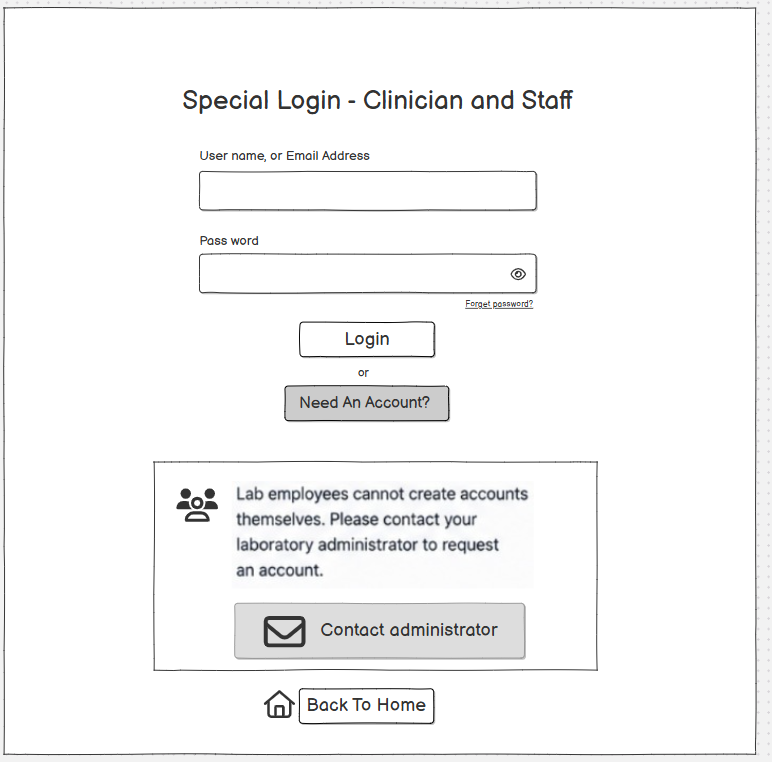 Special Login - Clinician and Staff
User name, or Email Address
Pass word
Forget password?
Login
or
Need An Account?
Lab employees cannot create accounts
themselves. Please contact your
laboratory administrator to request
an account.
Contact administrator
Back To Home